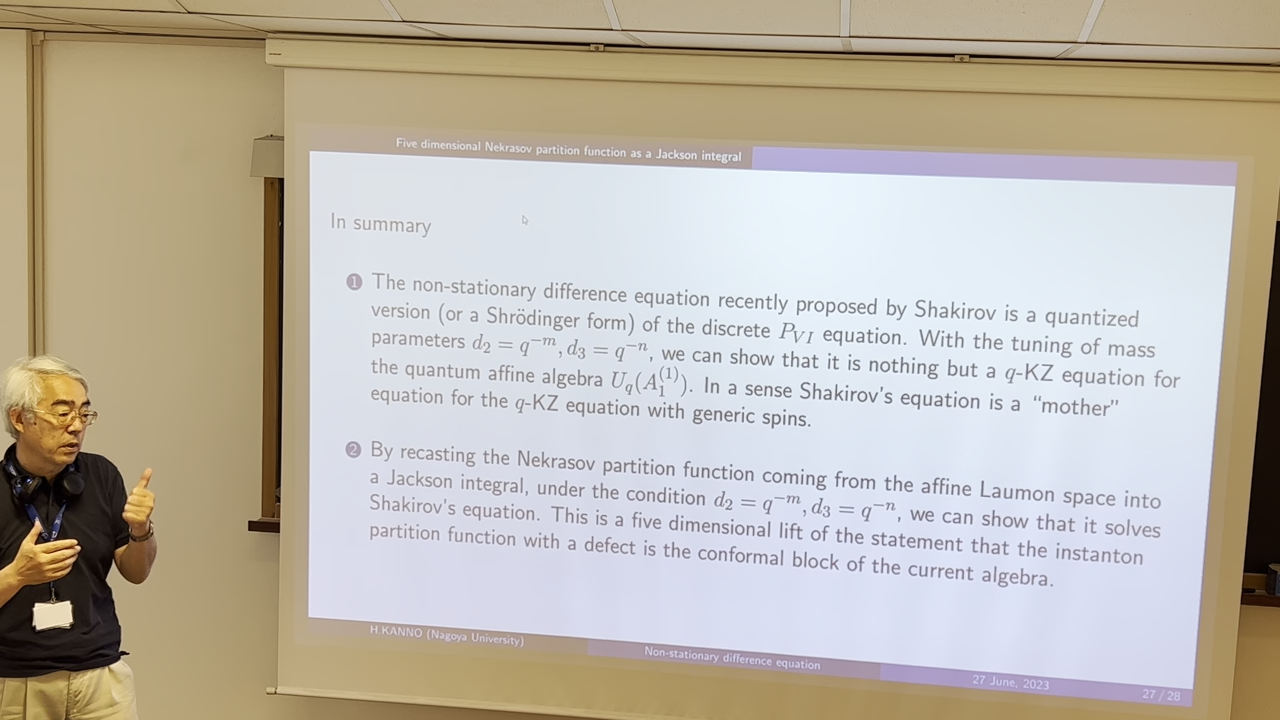 Five dimensional Nekrasov partition function as a Jackson integral
In summary
1 The non-stationary difference equation recently proposed by Shakirov is a quantized
version (or a Shrödinger form) of the discrete P_{VI} equation. With the tuning of mass
parameters d_2 = q^{-m}, d_3 = q^{-n}, we can show that it is nothing but a q-KZ equation for
the quantum affine algebra U_q(A_1^{(1)}). In a sense Shakirov's equation is a “mother”
equation for the q-KZ equation with generic spins.
2 By recasting the Nekrasov partition function coming from the affine Laumon space into
a Jackson integral, under the condition d_2 = q^{-m}, d_3 = q^{-n}, we can show that it solves
Shakirov's equation. This is a five dimensional lift of the statement that the instanton
partition function with a defect is the conformal block of the current algebra.
H.KANNO (Nagoya University)
Non-stationary difference equation
27 June, 2023
27 / 28